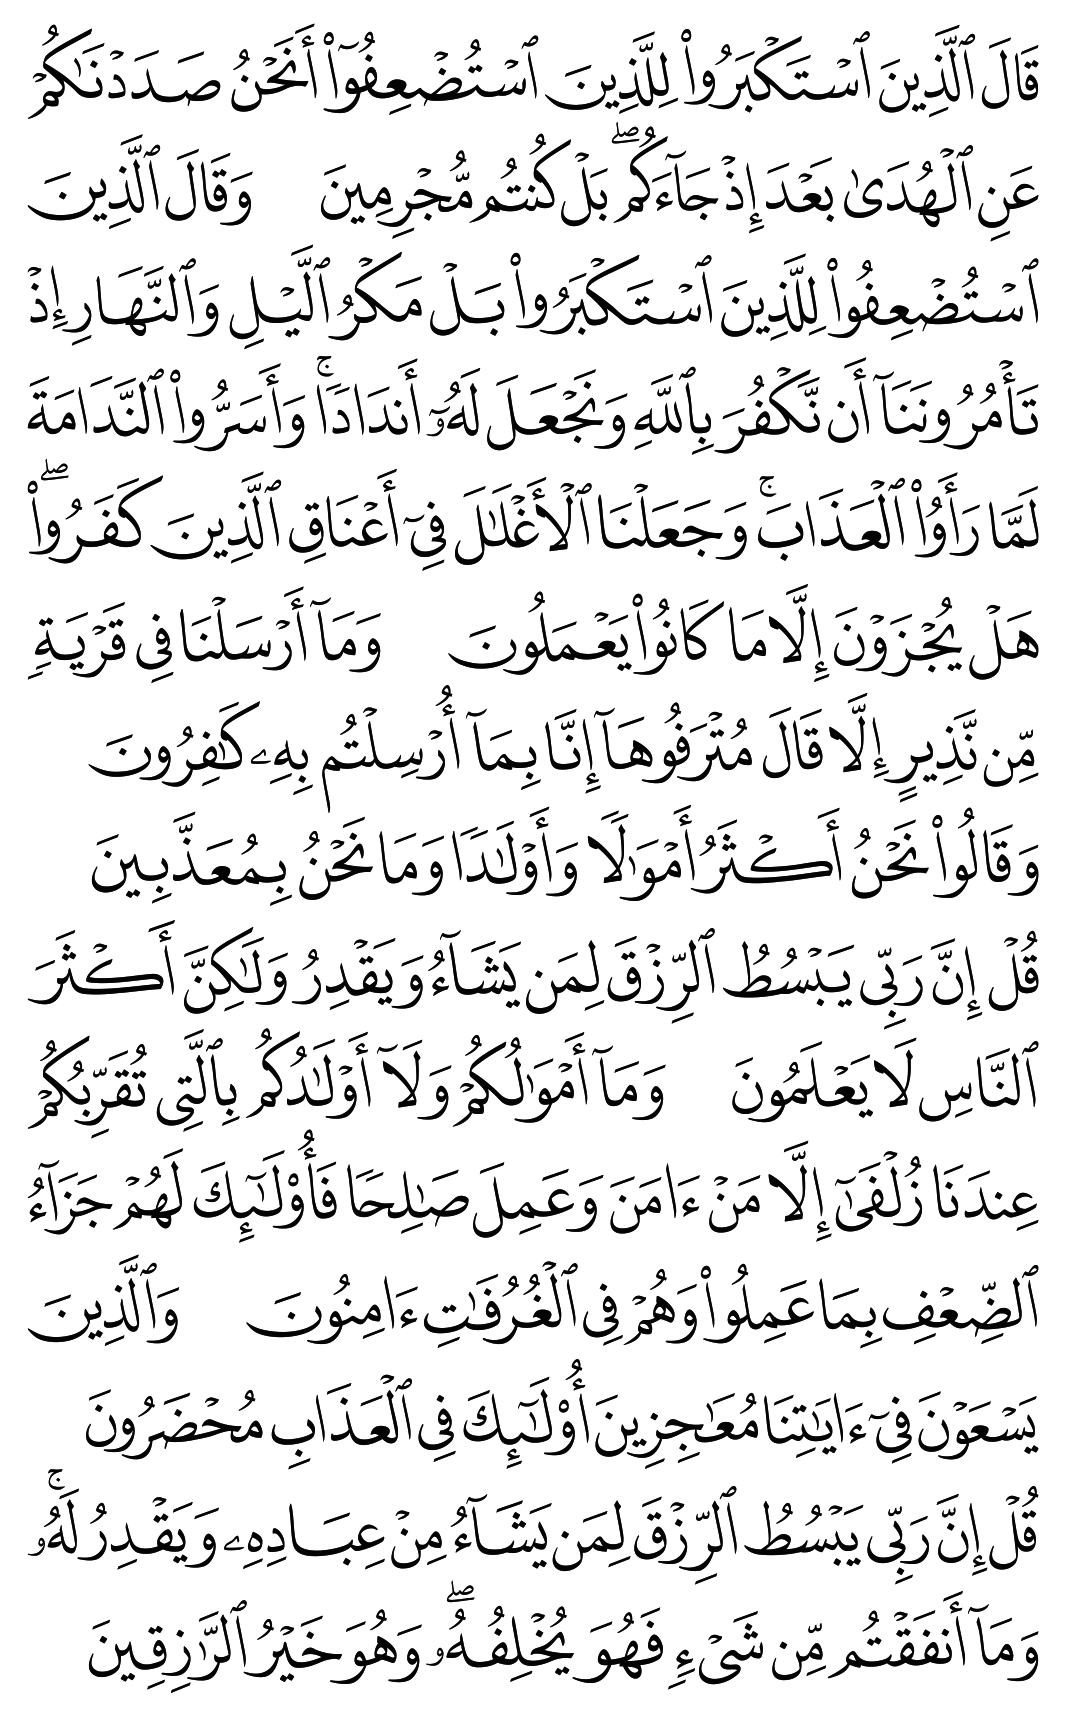 قَالَ ٱلَّذِينَ ٱسۡتَكۡبَرُواْ لِلَّذِينَ ٱسۡتُضۡعِفُوٓاْ أَنَحۡنُ صَدَدۡنَٰكُمۡ
عَنِ ٱلۡهُدَىٰ بَعۡدَ إِذۡ جَآءَكُمۖ بَلۡ كُنتُم مُّجۡرِمِينَ وَقَالَ ٱلَّذِينَ
ٱسۡتُضۡعِفُواْ لِلَّذِينَ ٱسۡتَكۡبَرُواْ بَلۡ مَكۡرُ ٱلَّيۡلِ وَٱلنَّهَارِ إِذۡ
تَأۡمُرُونَنَآ أَن نَّكۡفُرَ بِٱللَّهِ وَنَجۡعَلَ لَهُۥٓ أَندَادٗاۚ وَأَسَرُّواْ ٱلنَّدَامَةَ
لَمَّا رَأَوُاْ ٱلۡعَذَابَۚ وَجَعَلۡنَا ٱلۡأَغۡلَٰلَ فِيٓ أَعۡنَاقِ ٱلَّذِينَ كَفَرُواْۖ
هَلۡ يُجۡزَوۡنَ إِلَّا مَا كَانُواْ يَعۡمَلُونَ وَمَآ أَرۡسَلۡنَا فِي قَرۡيَةٖ
مِّن نَّذِيرٍ إِلَّا قَالَ مُتۡرَفُوهَآ إِنَّا بِمَآ أُرۡسِلۡتُم بِهِۦ كَٰفِرُونَ
وَقَالُواْ نَحۡنُ أَكۡثَرُ أَمۡوَٰلٗا وَأَوۡلَٰدٗا وَمَا نَحۡنُ بِمُعَذَّبِينَ
قُلۡ إِنَّ رَبِّي يَبۡسُطُ ٱلرِّزۡقَ لِمَن يَشَآءُ وَيَقۡدِرُ وَلَٰكِنَّ أَكۡثَرَ
ٱلنَّاسِ لَا يَعۡلَمُونَ وَمَآ أَمۡوَٰلُكُمۡ وَلَآ أَوۡلَٰدُكُم بِٱلَّتِي تُقَرِّبُكُمۡ
عِندَنَا زُلۡفَىٰٓ إِلَّا مَنۡ ءَامَنَ وَعَمِلَ صَٰلِحٗا فَأُوْلَٰٓئِكَ لَهُمۡ جَزَآءُ
ٱلضِّعۡفِ بِمَا عَمِلُواْ وَهُمۡ فِي ٱلۡغُرُفَٰتِ ءَامِنُونَ وَٱلَّذِينَ
يَسۡعَوۡنَ فِيٓ ءَايَٰتِنَا مُعَٰجِزِينَ أُوْلَٰٓئِكَ فِي ٱلۡعَذَابِ مُحۡضَرُونَ
قُلۡ إِنَّ رَبِّي يَبۡسُطُ ٱلرِّزۡقَ لِمَن يَشَآءُ مِنۡ عِبَادِهِۦ وَيَقۡدِرُ لَهُۥۚ
وَمَآ أَنفَقۡتُم مِّن شَيۡءٖ فَهُوَ يُخۡلِفُهُۥۖ وَهُوَ خَيۡرُ ٱلرَّٰزِقِينَ